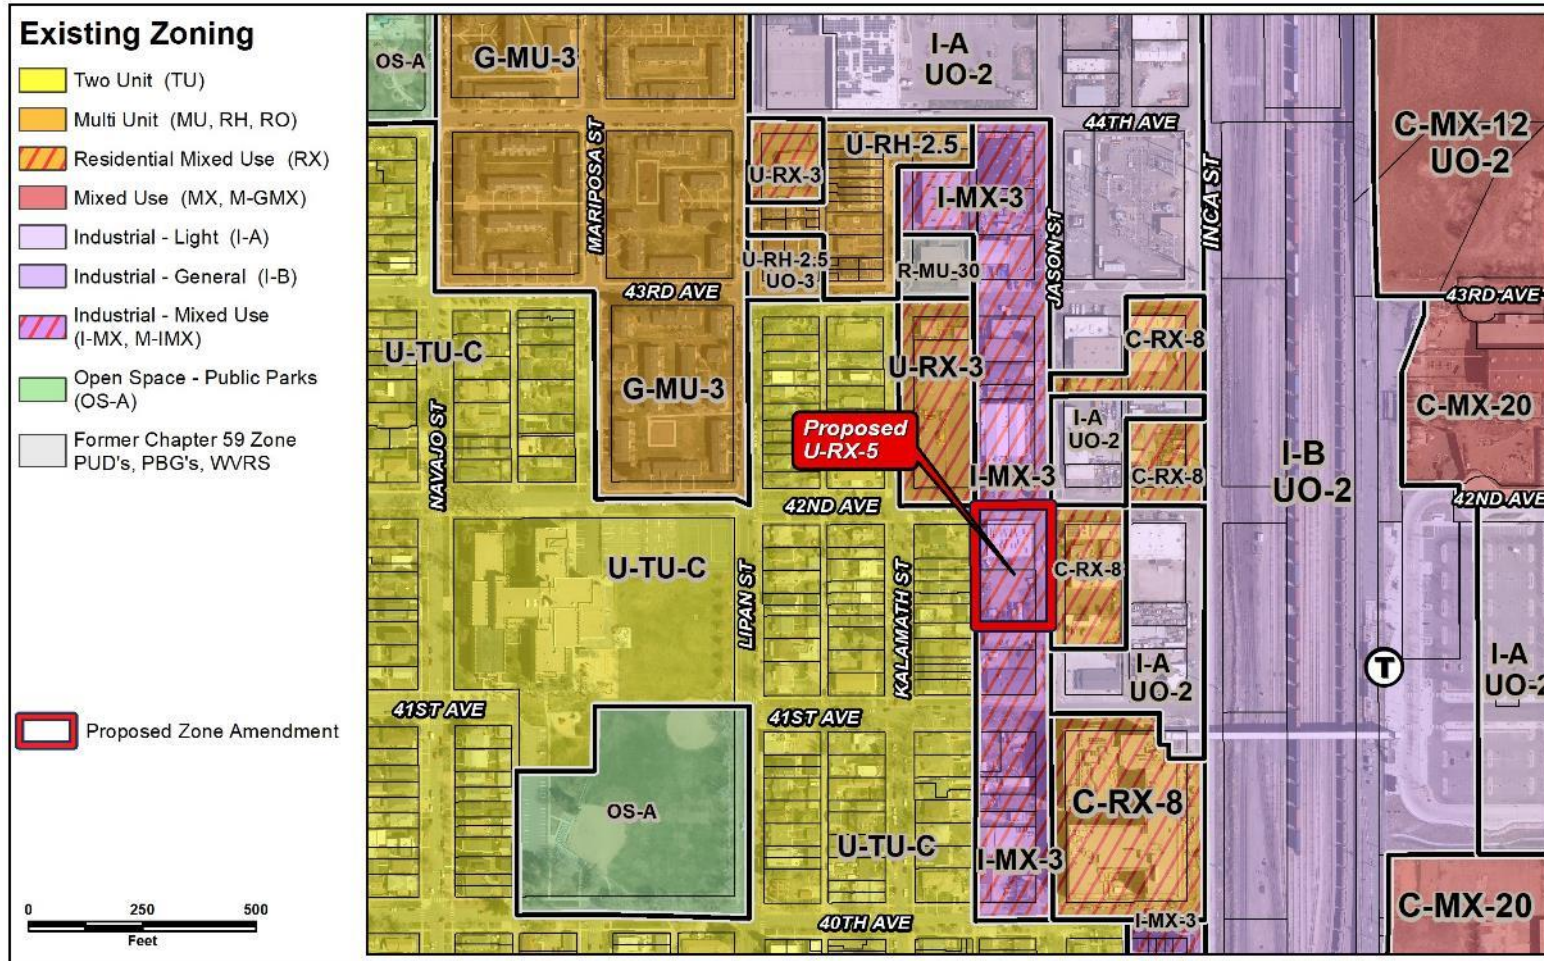 Existing Zoning
Two Unit (TU)
Multi Unit (MU, RH, RO)
Residential Mixed Use (RX)
Mixed Use (MX, M-GMX)
Industrial - Light (I-A)
Industrial - General (I-B)
Industrial - Mixed Use
(I-MX, M-IMX)
Open Space - Public Parks
(OS-A)
Former Chapter 59 Zone
PUD's, PBG's, WVRS
Proposed Zone Amendment
0 250 500
Feet
OS-A
G-MU-3
I-A
UO-2
44TH AVE
C-MX-12
UO-2
MARIPOSA ST
U-RX-3
U-RH-2.5
I-MX-3
JASON ST
INCA ST
U-RH-2.5
UO-3
R-MU-30
43RD AVE
43RD AVE
U-TU-C
G-MU-3
U-RX-3
C-RX-8
I-A
UO-2
C-MX-20
Proposed
U-RX-5
NAVAJO ST
I-MX-3
C-RX-8
I-B
UO-2
42ND AVE
42ND AVE
U-TU-C
LIPAN ST
KALAMATH ST
C-RX-8
I-A
UO-2
T
I-A
UO-2
41ST AVE
41ST AVE
OS-A
U-TU-C
I-MX-3
C-RX-8
C-MX-20
40TH AVE
I-MX-3